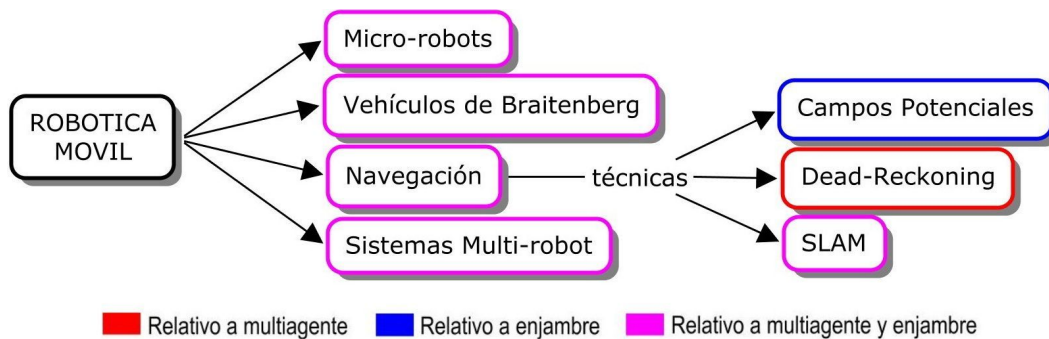 ROBOTICA
MOVIL
Micro-robots
Vehículos de Braitenberg
Navegación
Sistemas Multi-robot
técnicas
Campos Potenciales
Dead-Reckoning
SLAM
Relativo a multiagente
Relativo a enjambre
Relativo a multiagente y enjambre